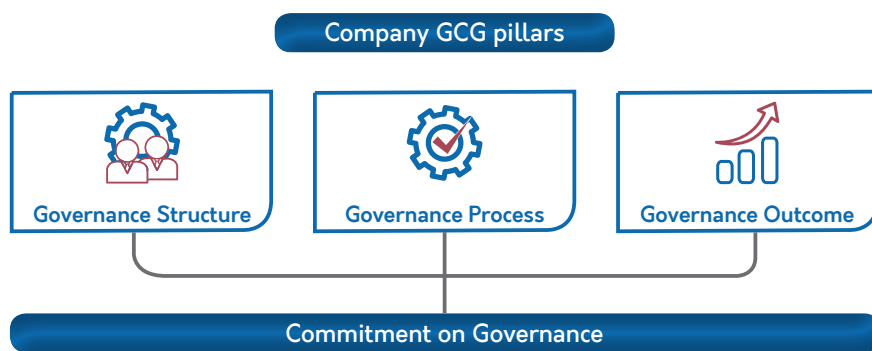 Company GCG pillars
Governance Structure
Governance Process
Governance Outcome
Commitment on Governance